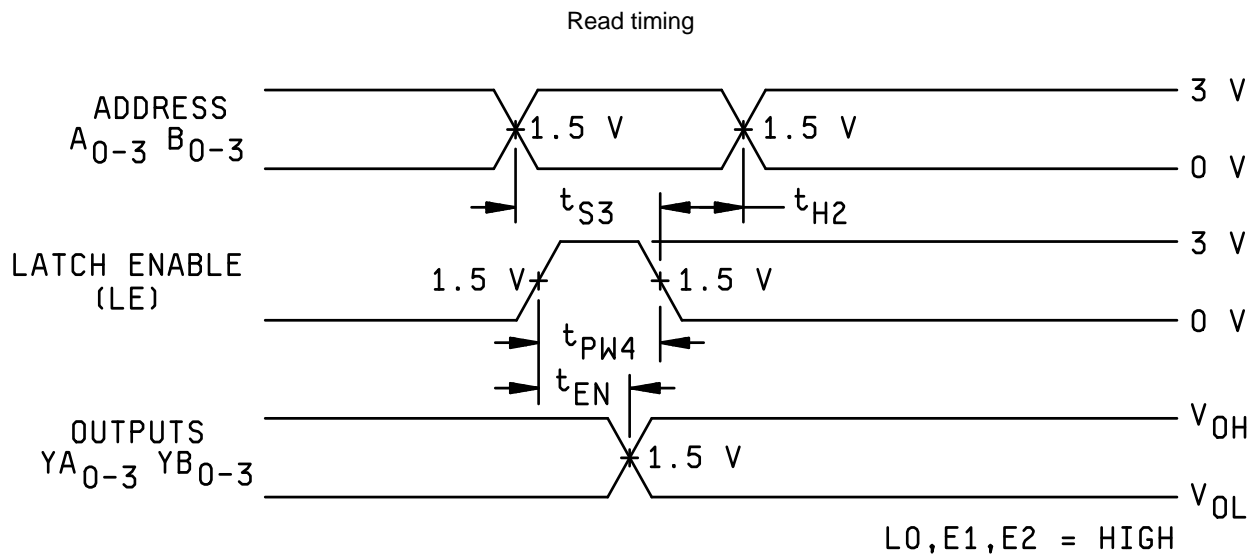 Read timing
ADDRESS
A0-3 B0-3
1.5 V
1.5 V
3 V
0 V
tS3
tH2
LATCH ENABLE
(LE)
1.5 V
1.5 V
3 V
0 V
tPW4
tEN
OUTPUTS
YA0-3 YB0-3
1.5 V
VOH
VOL
LO,E1,E2 = HIGH